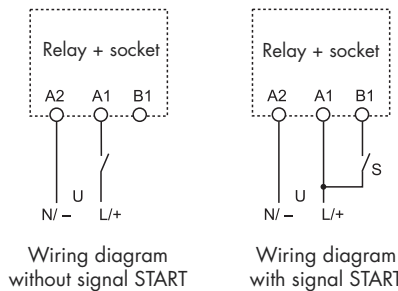 Relay + socket
A2 A1 B1
U
N/ – L/+
Wiring diagram
without signal START
Relay + socket
A2 A1 B1
S
U
N/ – L/+
Wiring diagram
with signal START